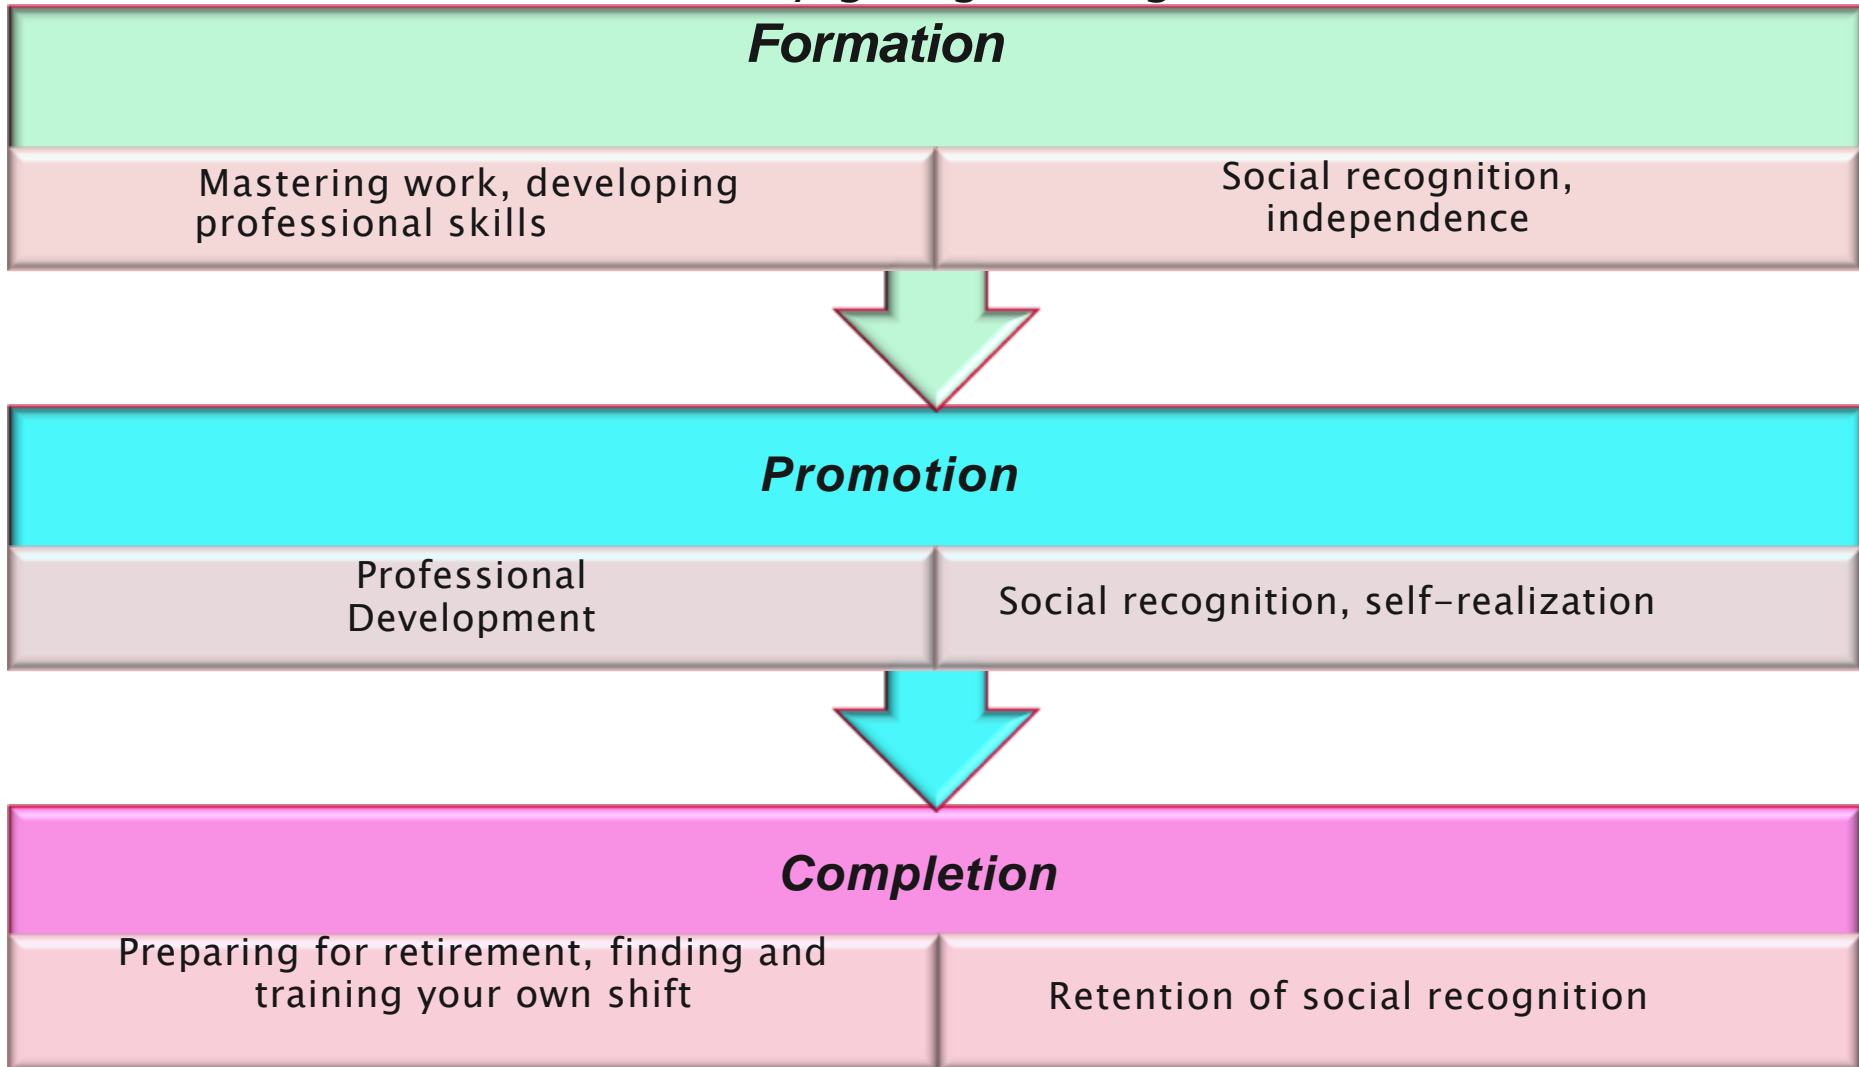 Formation
Mastering work, developing
professional skills
Social recognition,
independence
Promotion
Professional
Development
Social recognition, self-realization
Completion
Preparing for retirement, finding and
training your own shift
Retention of social recognition